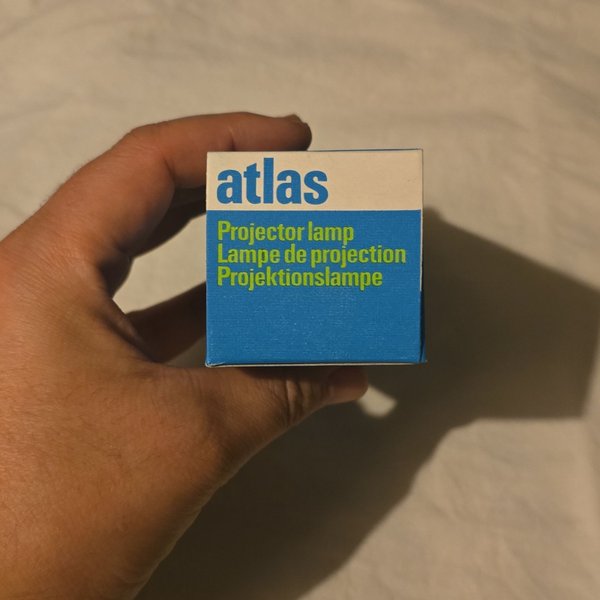 atlas
Projector lamp
Lampe de projection
Projektionslampe